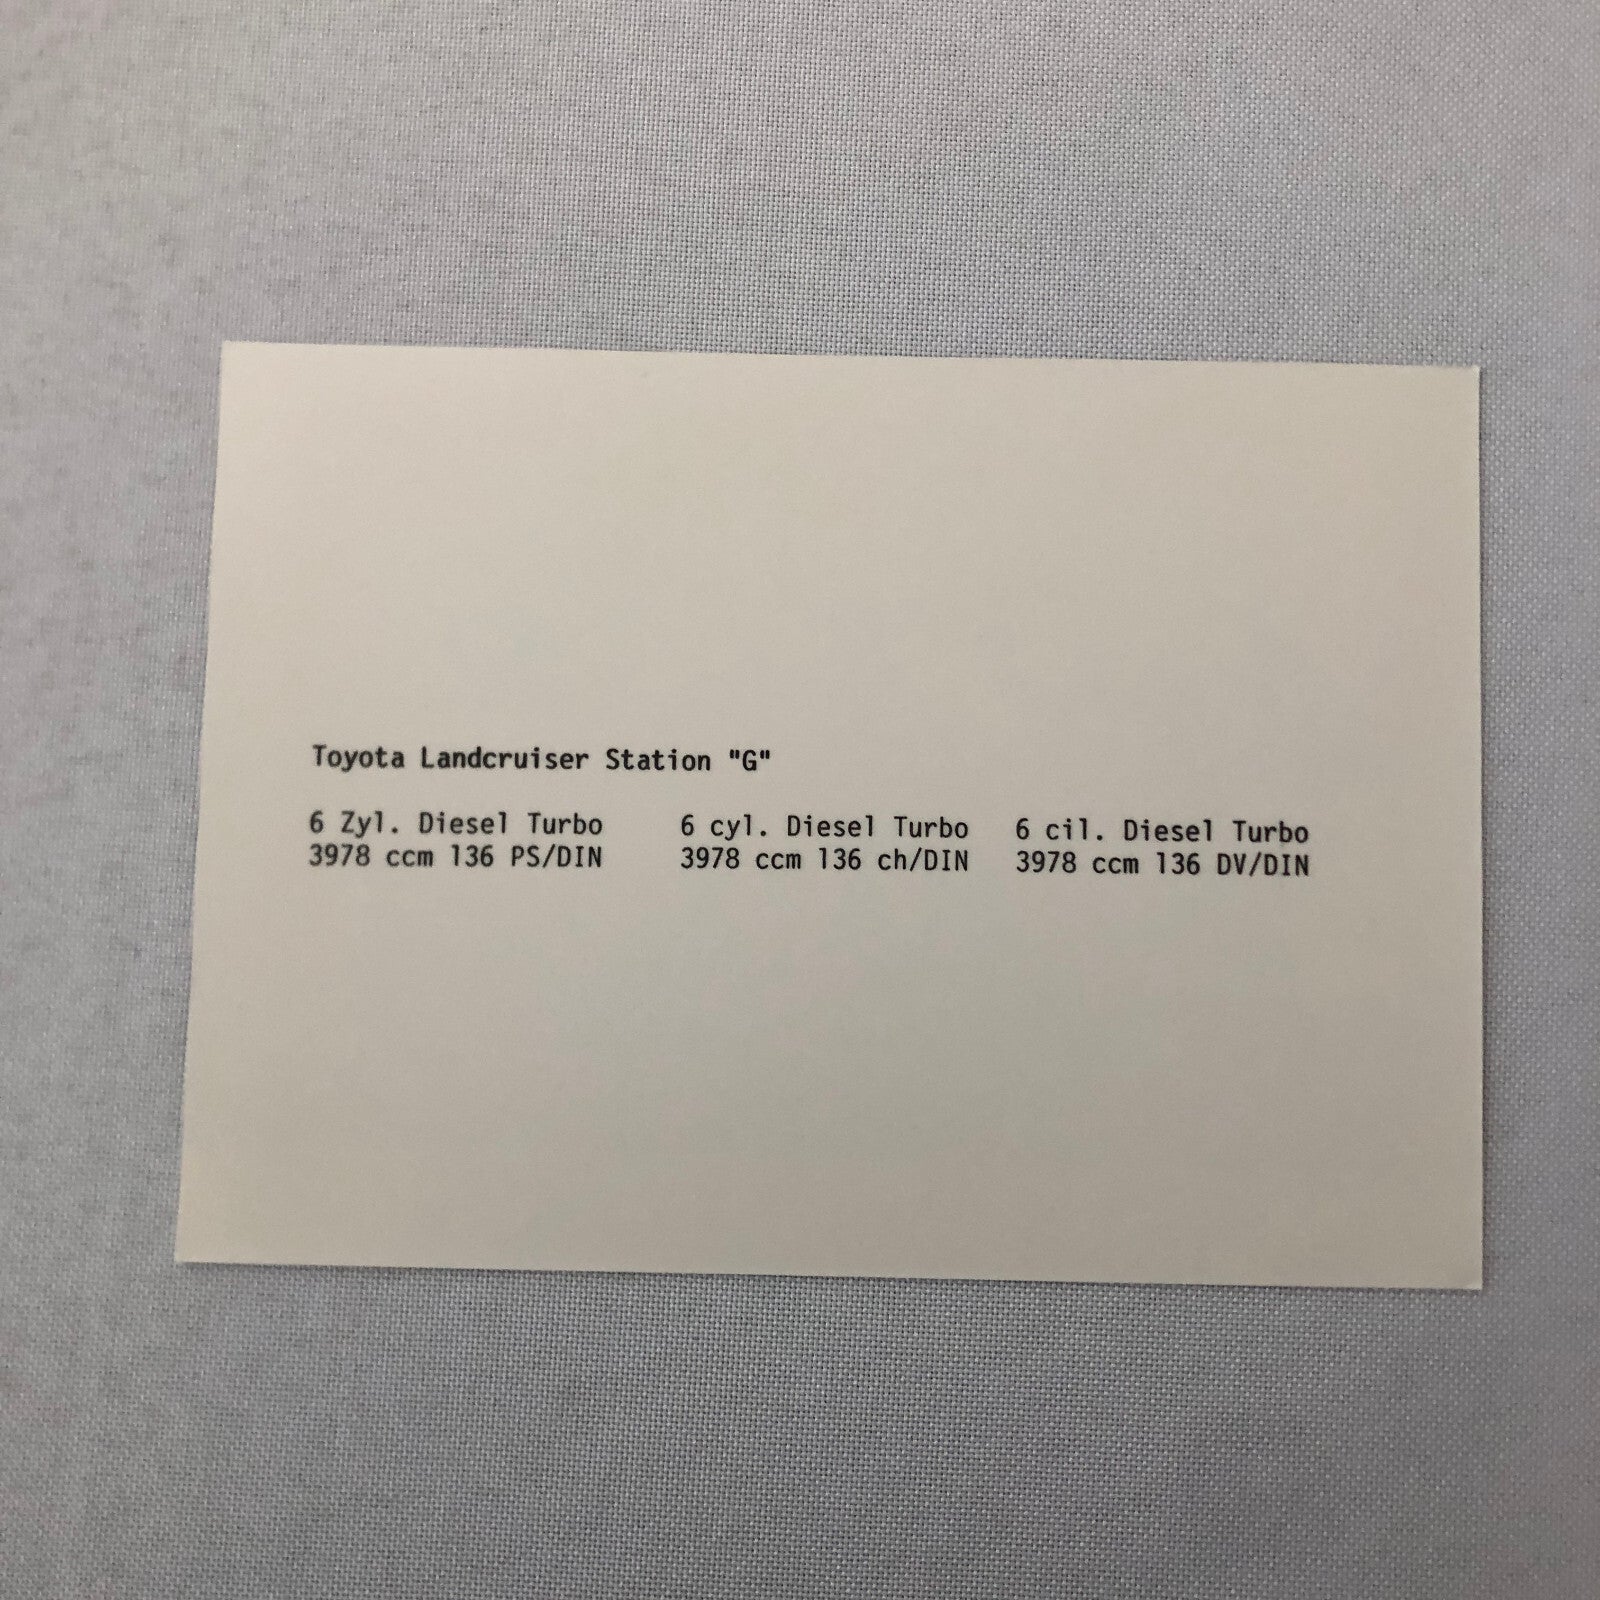 Toyota Landcruiser Station "G"
6 Zyl. Diesel Turbo
3978 ccm 136 PS/DIN
6 cyl. Diesel Turbo
3978 ccm 136 ch/DIN
6 cil. Diesel Turbo
3978 ccm 136 DV/DIN